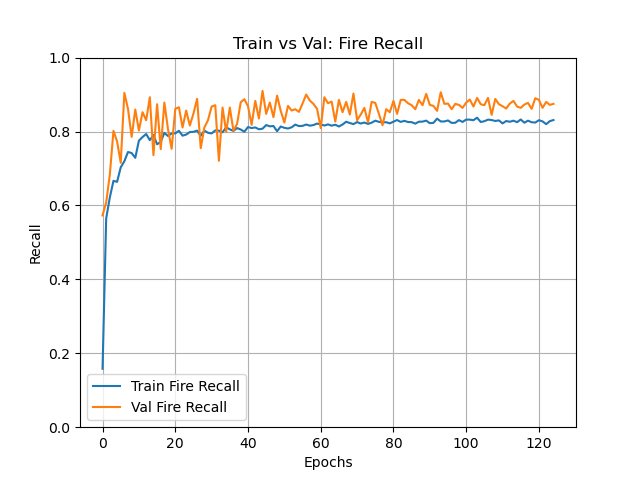 Train vs Val: Fire Recall
Recall
1.0
0.8
0.6
0.4
0.2
0.0
Train Fire Recall
Val Fire Recall
0 20 40 60 80 100 120
Epochs